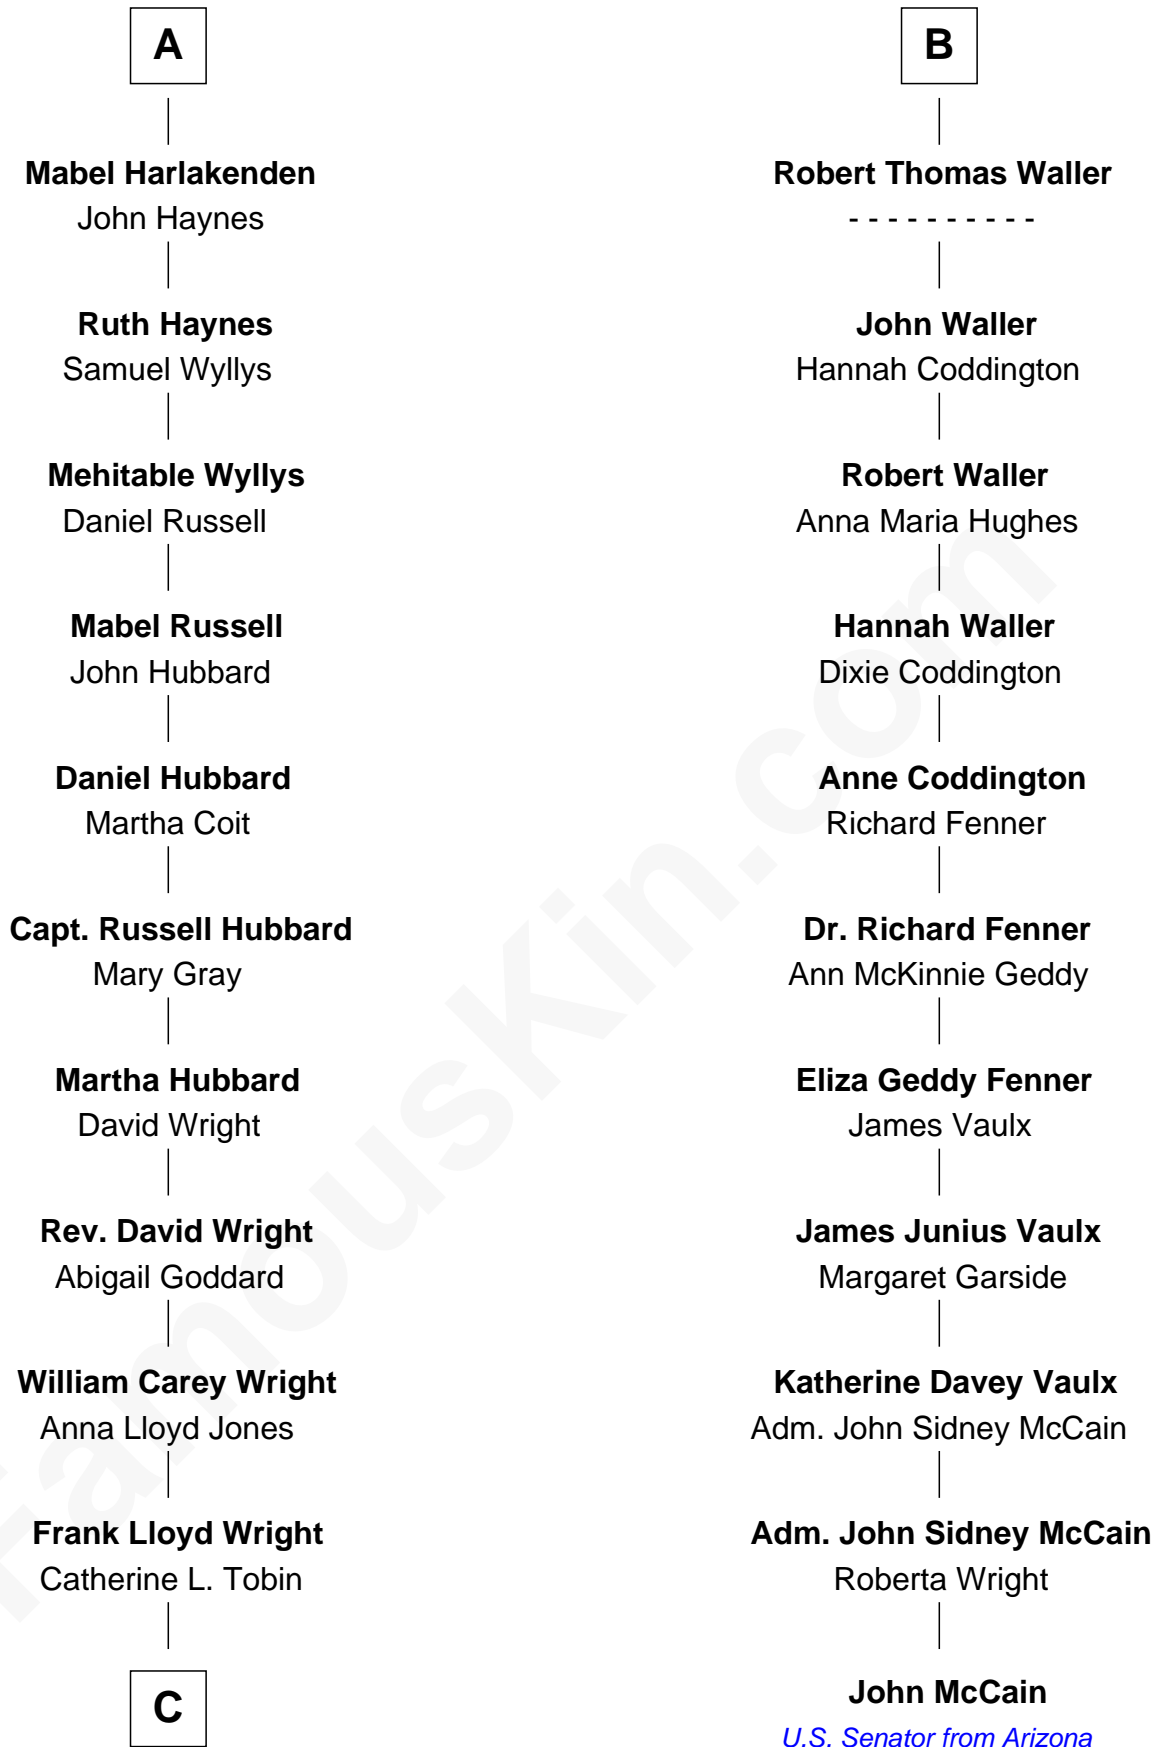 A
Mabel Harlakenden
John Haynes
Ruth Haynes
Samuel Wyllys
Mehitable Wyllys
Daniel Russell
Mabel Russell
John Hubbard
Daniel Hubbard
Martha Coit
Capt. Russell Hubbard
Mary Gray
Martha Hubbard
David Wright
Rev. David Wright
Abigail Goddard
William Carey Wright
Anna Lloyd Jones
Frank Lloyd Wright
Catherine L. Tobin
C
B
Robert Thomas Waller
- - - - - - - - - -
John Waller
Hannah Coddington
Robert Waller
Anna Maria Hughes
Hannah Waller
Dixie Coddington
Anne Coddington
Richard Fenner
Dr. Richard Fenner
Ann McKinnie Geddy
Eliza Geddy Fenner
James Vaulx
James Junius Vaulx
Margaret Garside
Katherine Davey Vaulx
Adm. John Sidney McCain
Adm. John Sidney McCain
Roberta Wright
John McCain
U.S. Senator from Arizona
FamousKin.com